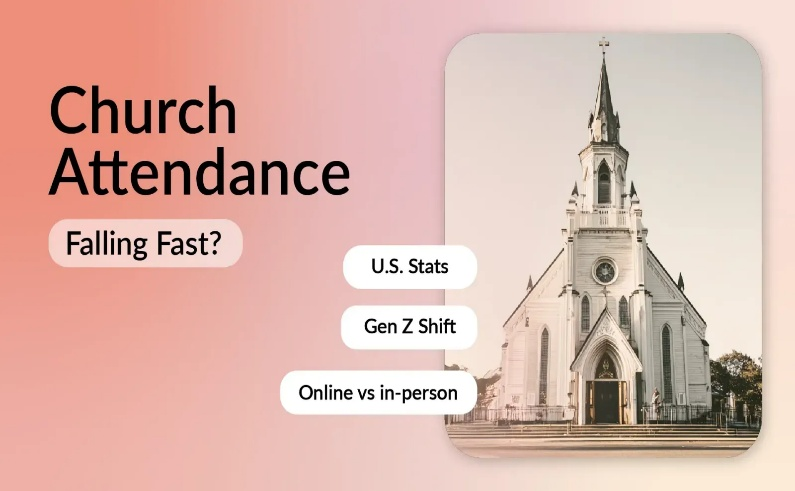 Church
Attendance
Falling Fast?
U.S. Stats
Gen Z Shift
Online vs in-person